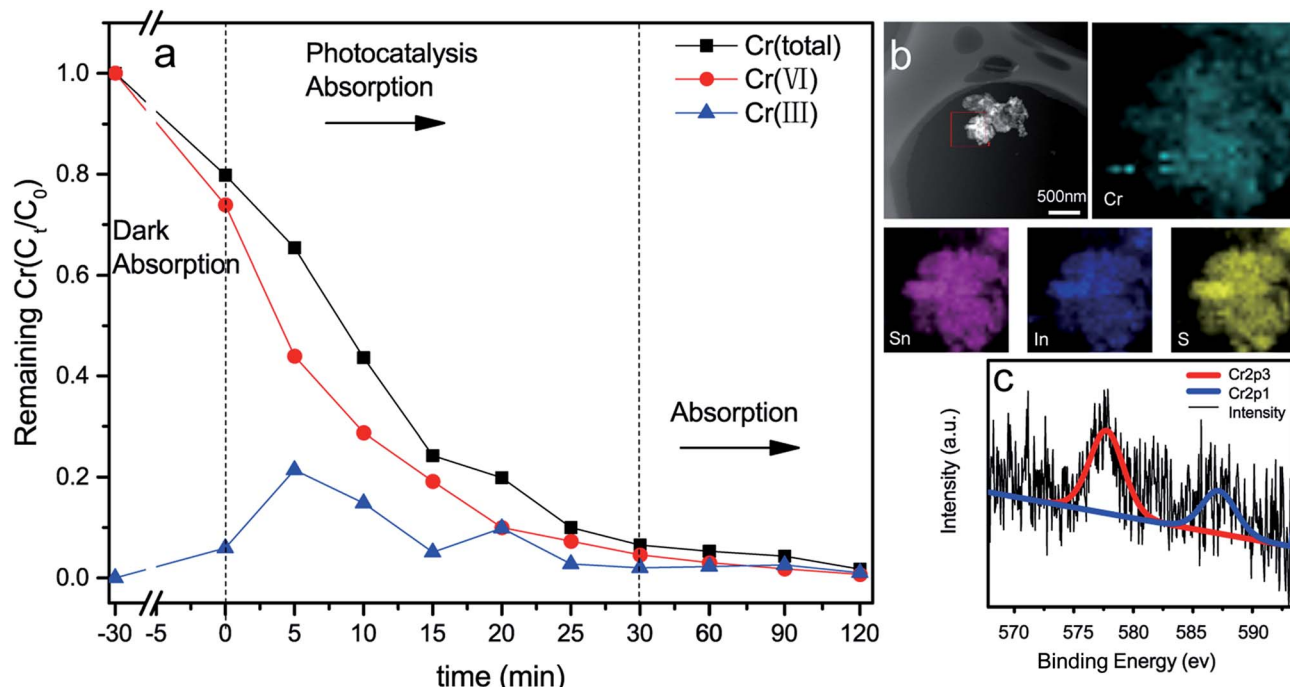 a
Photocatalysis
Absorption
Cr(total)
Cr(Ⅵ)
Cr(Ⅲ)
Dark
Absorption
Absorption
Remaining Cr(Ct/C0)
1.0
0.8
0.6
0.4
0.2
0.0
-30 -5 0 5 10 15 20 25 30 60 90 120
time (min)
b
500nm
Cr
Sn
In
S
c
Cr2p3
Cr2p1
Intensity
Intensity (a.u.)
570 575 580 585 590
Binding Energy (ev)